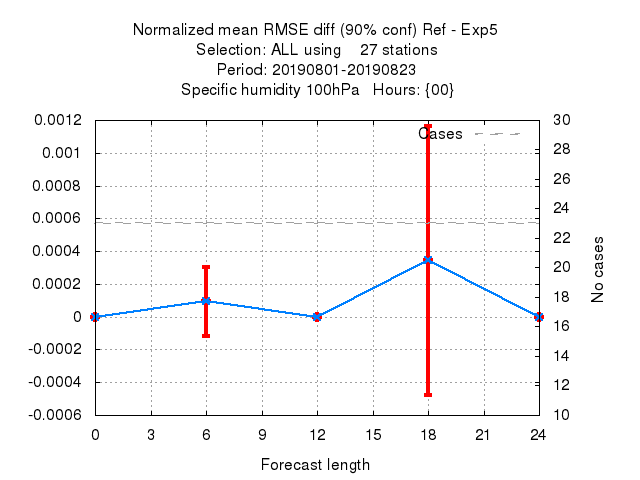 Normalized mean RMSE diff (90% conf) Ref - Exp5
Selection: ALL using    27 stations
Period: 20190801-20190823
Specific humidity 100hPa   Hours: {00}
Cases
0.0012
0.001
0.0008
0.0006
0.0004
0.0002
0
-0.0002
-0.0004
-0.0006
30
28
26
24
22
20
18
16
14
12
10
No cases
0 3 6 9 12 15 18 21 24
Forecast length